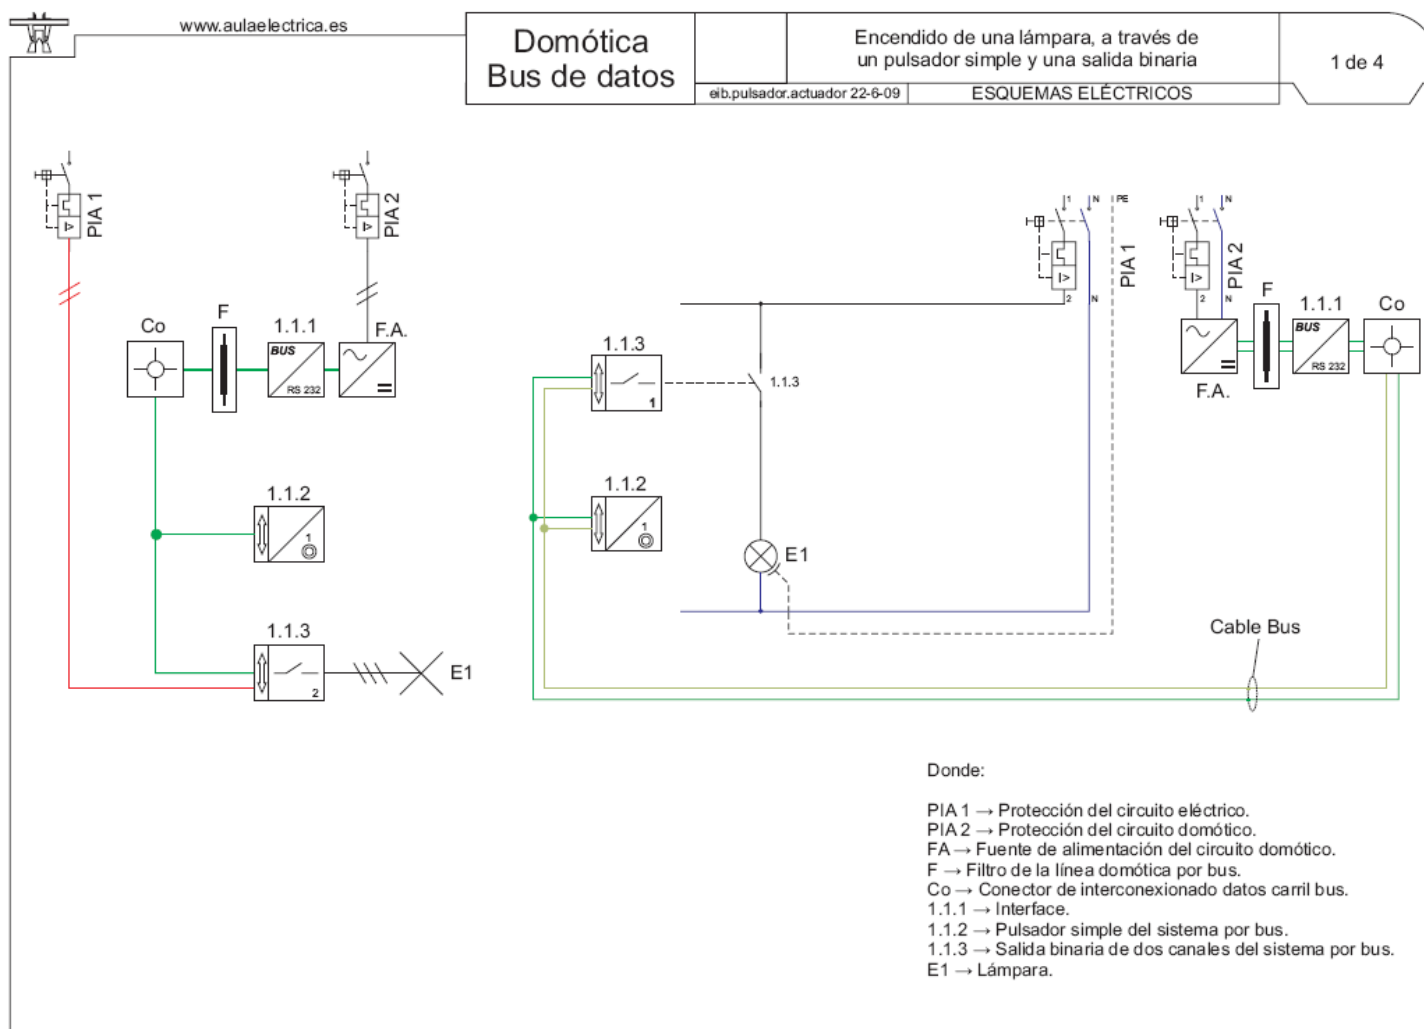 www.aulaelectrica.es
Domótica
Bus de datos
Encendido de una lámpara, a través de
un pulsador simple y una salida binaria
1 de 4
eib.pulsador.actuador 22-6-09
ESQUEMAS ELÉCTRICOS
PIA 1
PIA 2
Co
F
1.1.1
F.A.
BUS
RS 232
1.1.2
1
1.1.3
2
E1
1 N PE
PIA 1
2 N
1 N
PIA 2
2 N
F
1.1.1
Co
BUS
RS 232
F.A.
1.1.3
1
1.1.3
1.1.2
1
E1
Cable Bus
Donde:
PIA 1 → Protección del circuito eléctrico.
PIA 2 → Protección del circuito domótico.
FA → Fuente de alimentación del circuito domótico.
F → Filtro de la línea domótica por bus.
Co → Conector de interconexionado datos carril bus.
1.1.1 → Interface.
1.1.2 → Pulsador simple del sistema por bus.
1.1.3 → Salida binaria de dos canales del sistema por bus.
E1 → Lámpara.